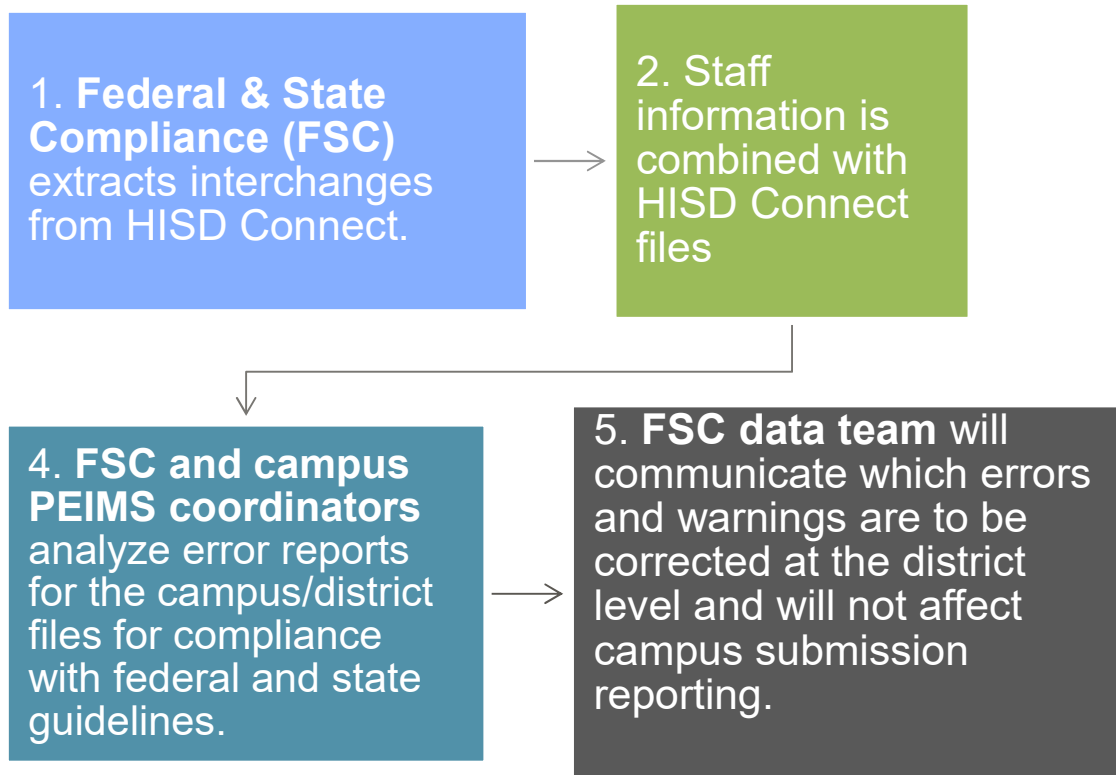 1. Federal & State
Compliance (FSC)
extracts interchanges
from HISD Connect.
2. Staff
information is
combined with
HISD Connect
files
4. FSC and campus
PEIMS coordinators
analyze error reports
for the campus/district
files for compliance
with federal and state
guidelines.
5. FSC data team will
communicate which errors
and warnings are to be
corrected at the district
level and will not affect
campus submission
reporting.